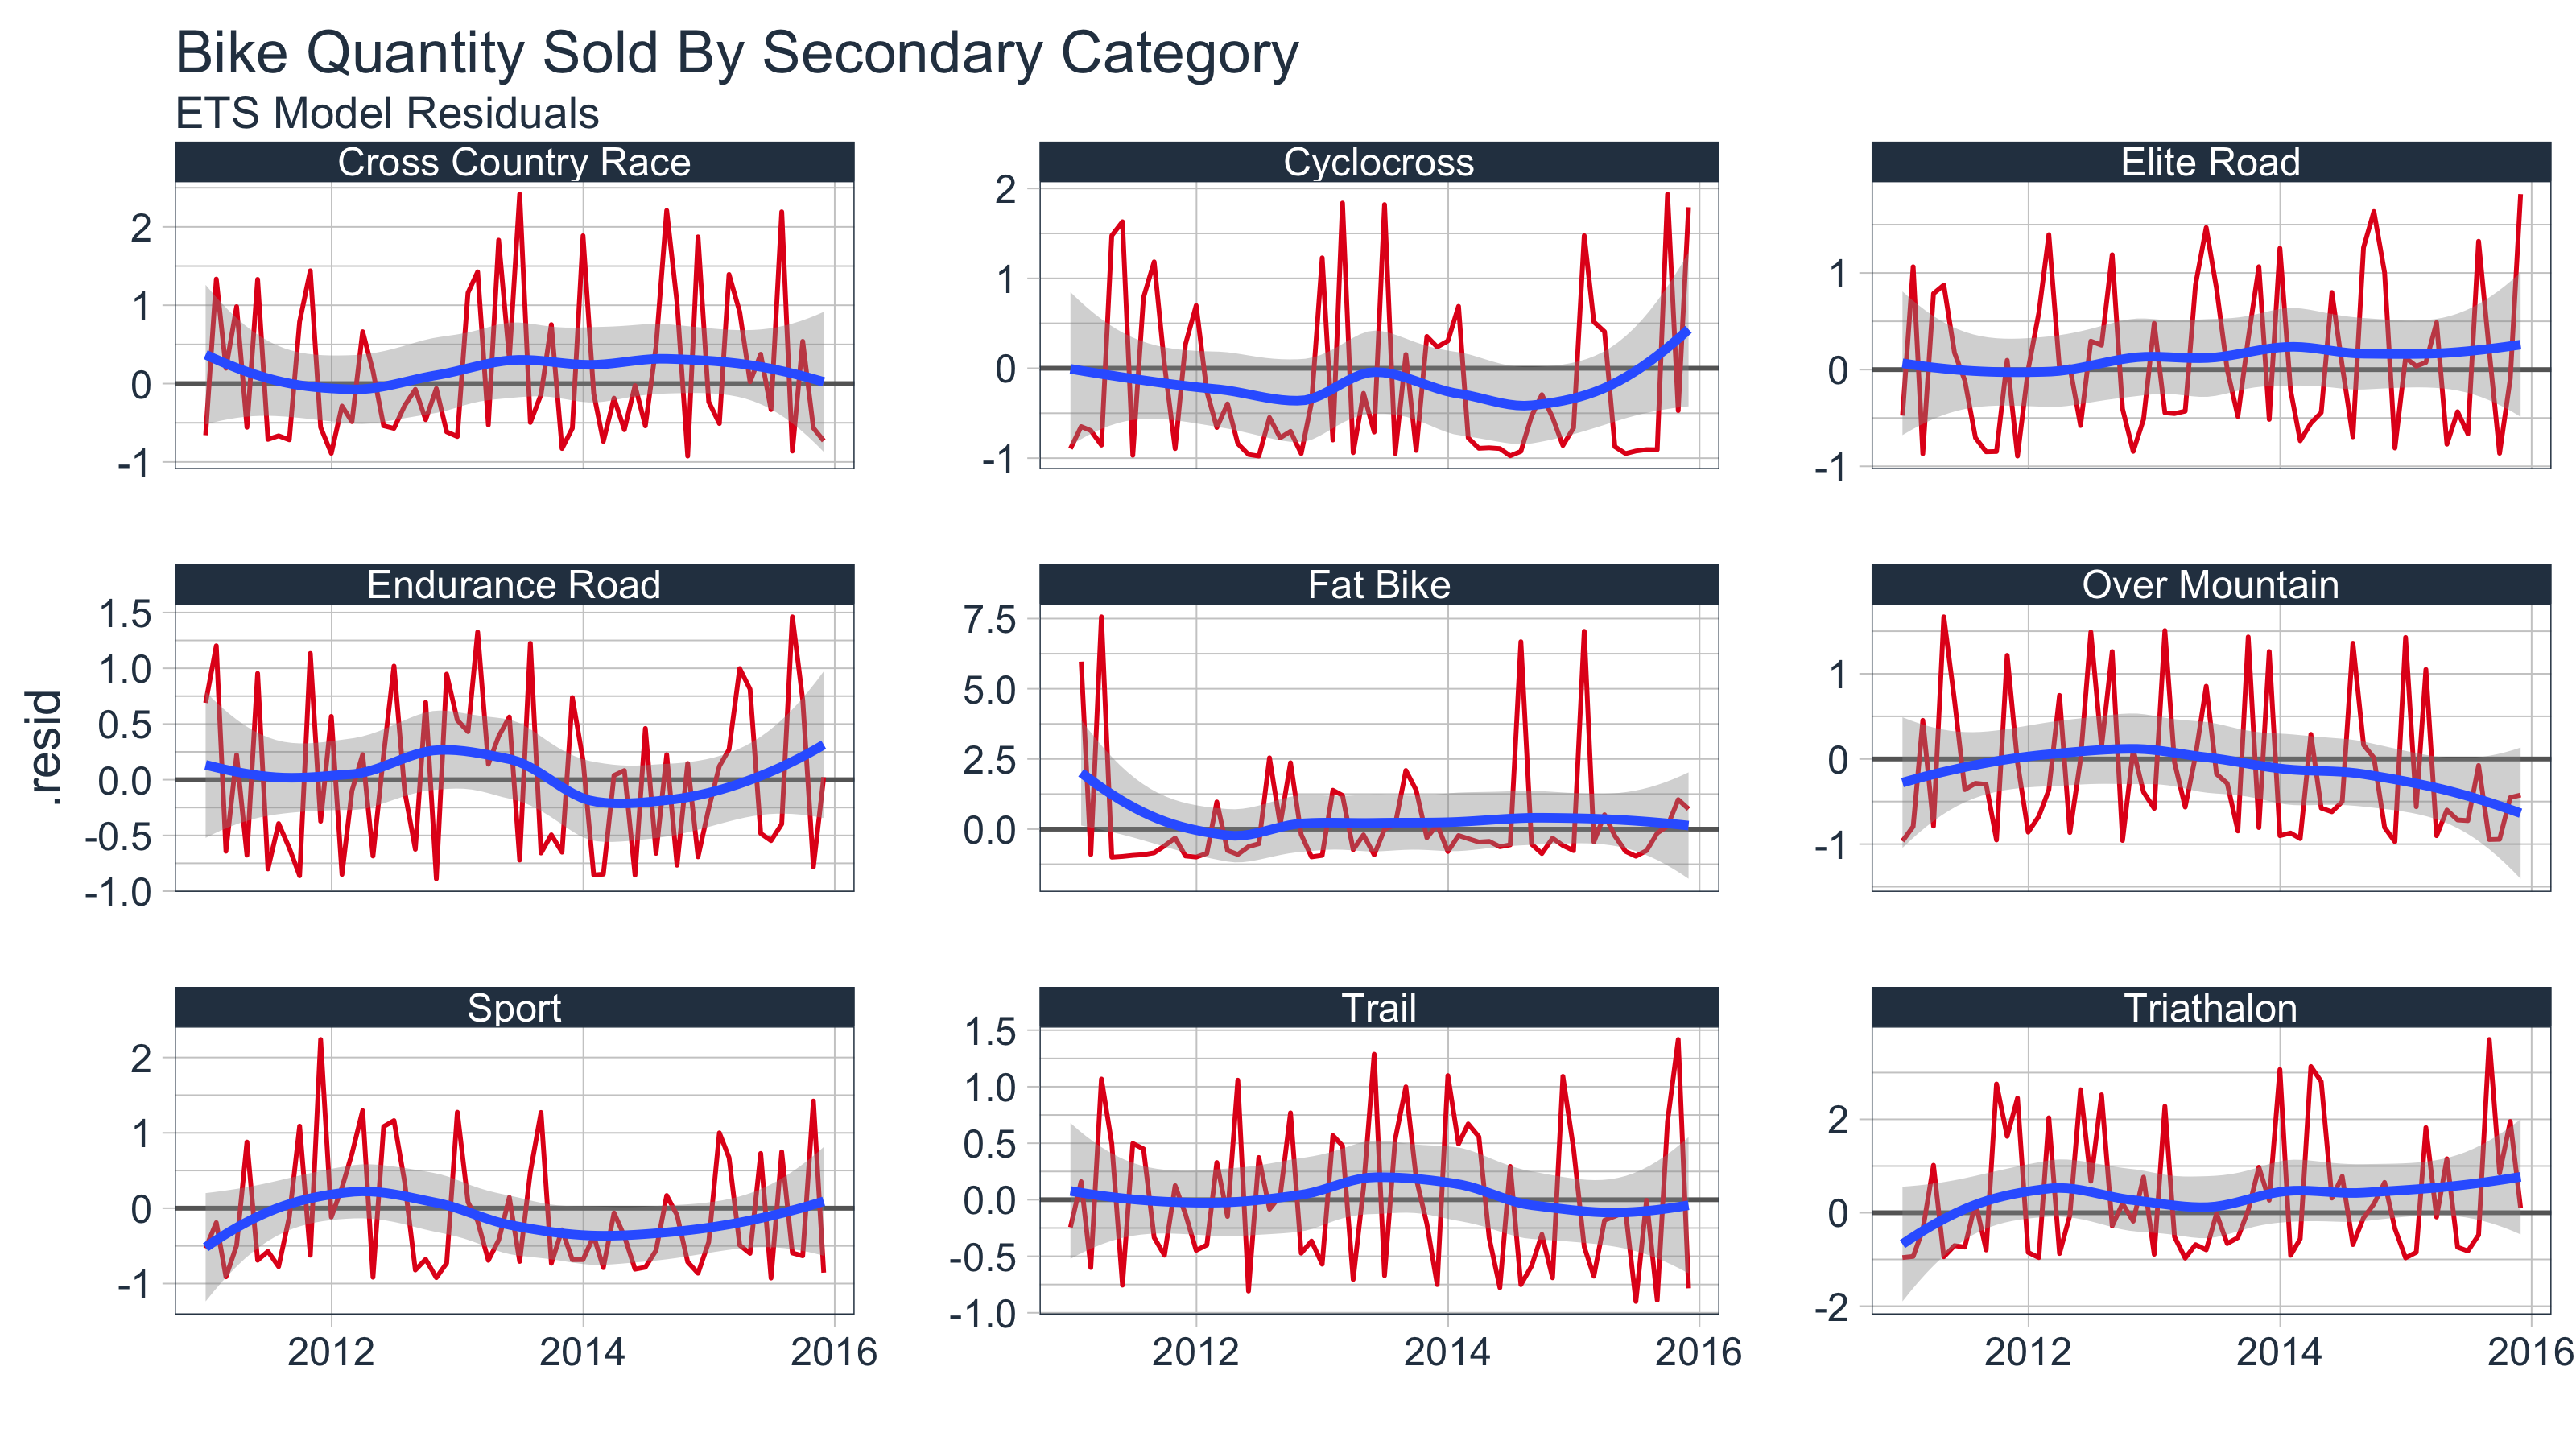 Bike Quantity Sold By Secondary Category
ETS Model Residuals
Cross Country Race
Cyclocross
Elite Road
2
1
0
-1
2
1
0
-1
1
0
-1
Endurance Road
Fat Bike
Over Mountain
1.5
1.0
0.5
0.0
-0.5
-1.0
7.5
5.0
2.5
0.0
1
0
-1
.resid
Sport
Trail
Triathalon
2
1
0
-1
1.5
1.0
0.5
0.0
-0.5
-1.0
2
0
-2
2012 2014 2016
2012 2014 2016
2012 2014 2016